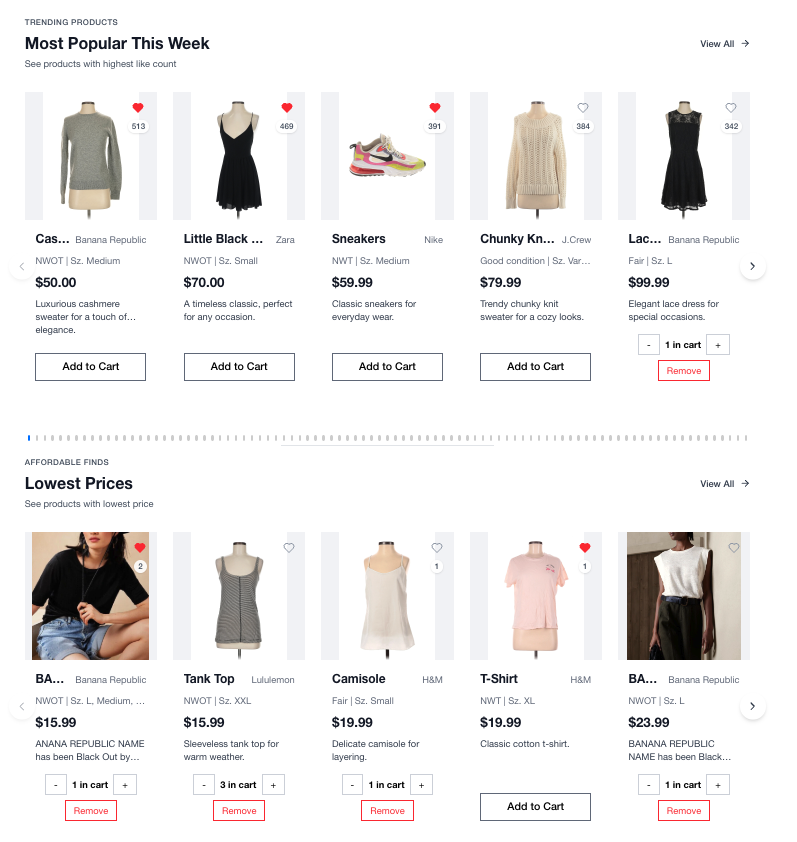 TRENDING PRODUCTS
Most Popular This Week
View All
See products with highest like count
513
469
391
384
342
Cas... Banana Republic
NWOT | Sz. Medium
$50.00
Luxurious cashmere
sweater for a touch of...
elegance.
Add to Cart
Little Black ... Zara
NWOT | Sz. Small
$70.00
A timeless classic, perfect
for any occasion.
Add to Cart
Sneakers Nike
NWT | Sz. Medium
$59.99
Classic sneakers for
everyday wear.
Add to Cart
Chunky Kn... J.Crew
Good condition | Sz. Var...
$79.99
Trendy chunky knit
sweater for a cozy looks.
Add to Cart
Lac... Banana Republic
Fair | Sz. L
$99.99
Elegant lace dress for
special occasions.
- 1 in cart +
Remove
AFFORDABLE FINDS
Lowest Prices
View All
See products with lowest price
2
1
1
BA... Banana Republic
NWOT | Sz. L, Medium, ...
$15.99
ANANA REPUBLIC NAME
has been Black Out by...
- 1 in cart +
Remove
Tank Top Lululemon
NWOT | Sz. XXL
$15.99
Sleeveless tank top for
warm weather.
- 3 in cart +
Remove
Camisole H&M
Fair | Sz. Small
$19.99
Delicate camisole for
layering.
- 1 in cart +
Remove
T-Shirt H&M
NWT | Sz. XL
$19.99
Classic cotton t-shirt.
Add to Cart
BA... Banana Republic
NWOT | Sz. L
$23.99
BANANA REPUBLIC
NAME has been Black...
- 1 in cart +
Remove